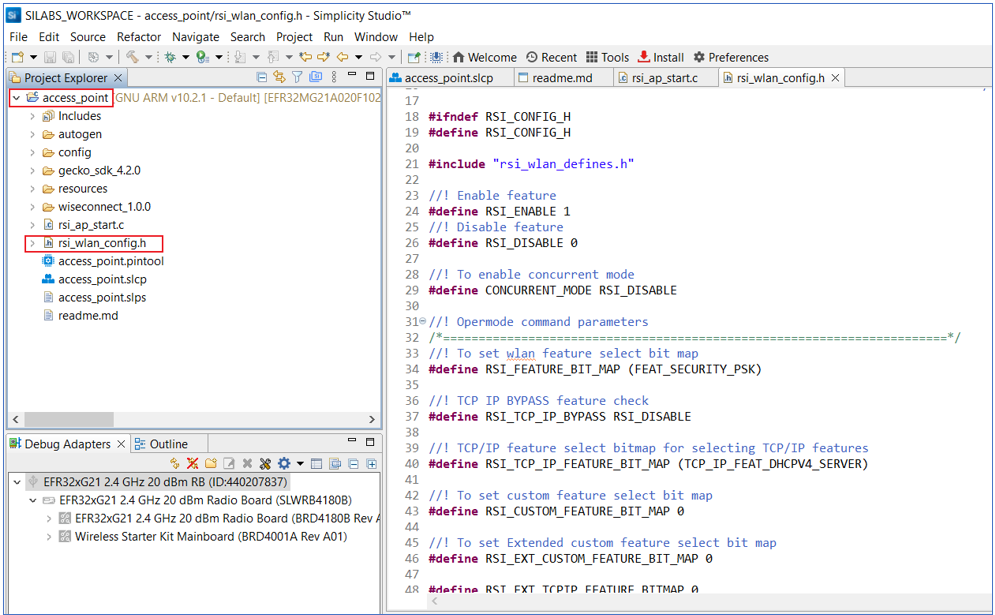 SILABS_WORKSPACE - access_point/rsi_wlan_config.h - Simplicity Studio™
File Edit Source Refactor Navigate Search Project Run Window Help
Welcome Recent Tools Install Preferences
Project Explorer
access_point [GNU ARM v10.2.1 - Default] [EFR32MG21A020F102
Includes
autogen
config
gecko_sdk_4.2.0
resources
wiseconnect_1.0.0
rsi_ap_start.c
rsi_wlan_config.h
access_point.pintool
access_point.slcp
access_point.slps
readme.md
Debug Adapters Outline
EFR32xG21 2.4 GHz 20 dBm RB (ID:440207837)
EFR32xG21 2.4 GHz 20 dBm Radio Board (SLWRB4180B)
EFR32xG21 2.4 GHz 20 dBm Radio Board (BRD4180B Rev A
Wireless Starter Kit Mainboard (BRD4001A Rev A01)
access_point.slcp readme.md rsi_ap_start.c rsi_wlan_config.h
17
18 #ifndef RSI_CONFIG_H
19 #define RSI_CONFIG_H
20
21 #include "rsi_wlan_defines.h"
22
23 //! Enable feature
24 #define RSI_ENABLE 1
25 //! Disable feature
26 #define RSI_DISABLE 0
27
28 //! To enable concurrent mode
29 #define CONCURRENT_MODE RSI_DISABLE
30
31 //! Opermode command parameters
32 /*=======================================================================*/
33 //! To set wlan feature select bit map
34 #define RSI_FEATURE_BIT_MAP (FEAT_SECURITY_PSK)
35
36 //! TCP IP BYPASS feature check
37 #define RSI_TCP_IP_BYPASS RSI_DISABLE
38
39 //! TCP/IP feature select bitmap for selecting TCP/IP features
40 #define RSI_TCP_IP_FEATURE_BIT_MAP (TCP_IP_FEAT_DHCPV4_SERVER)
41
42 //! To set custom feature select bit map
43 #define RSI_CUSTOM_FEATURE_BIT_MAP 0
44
45 //! To set Extended custom feature select bit map
46 #define RSI_EXT_CUSTOM_FEATURE_BIT_MAP 0
47
48 #define RSI_EXT_TCPIP_FEATURE_BITMAP 0